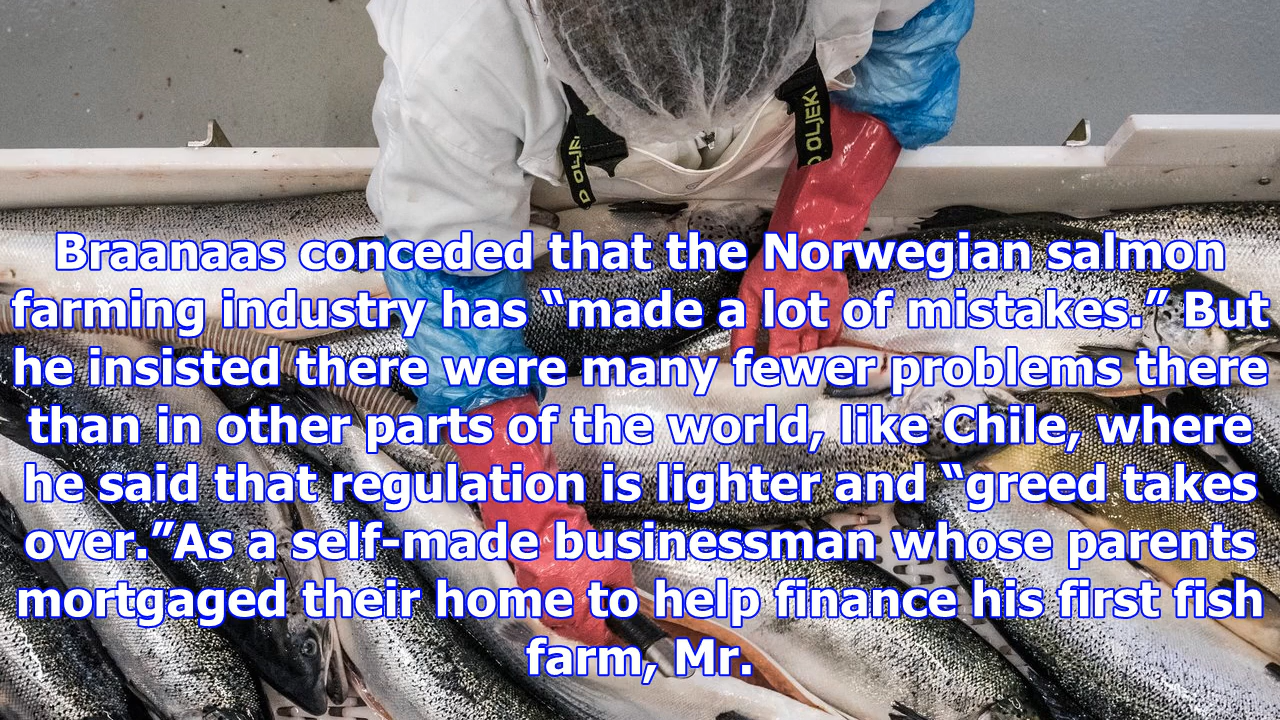 D OLJEKI
D OLJE
Braanaas conceded that the Norwegian salmon
farming industry has “made a lot of mistakes.” But
he insisted there were many fewer problems there
than in other parts of the world, like Chile, where
he said that regulation is lighter and “greed takes
over.”As a self-made businessman whose parents
mortgaged their home to help finance his first fish
farm, Mr.